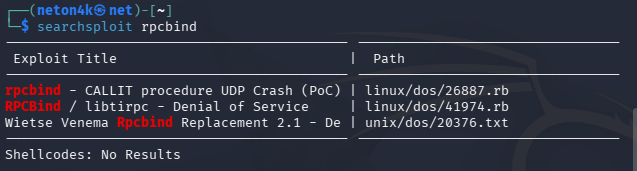 ┌──(neton4k㉿net)-[~]
└─$ searchsploit rpcbind
Exploit Title | Path
rpcbind - CALLIT procedure UDP Crash (PoC) | linux/dos/26887.rb
RPCBind / libtirpc - Denial of Service | linux/dos/41974.rb
Wietse Venema Rpcbind Replacement 2.1 - De | unix/dos/20376.txt
Shellcodes: No Results